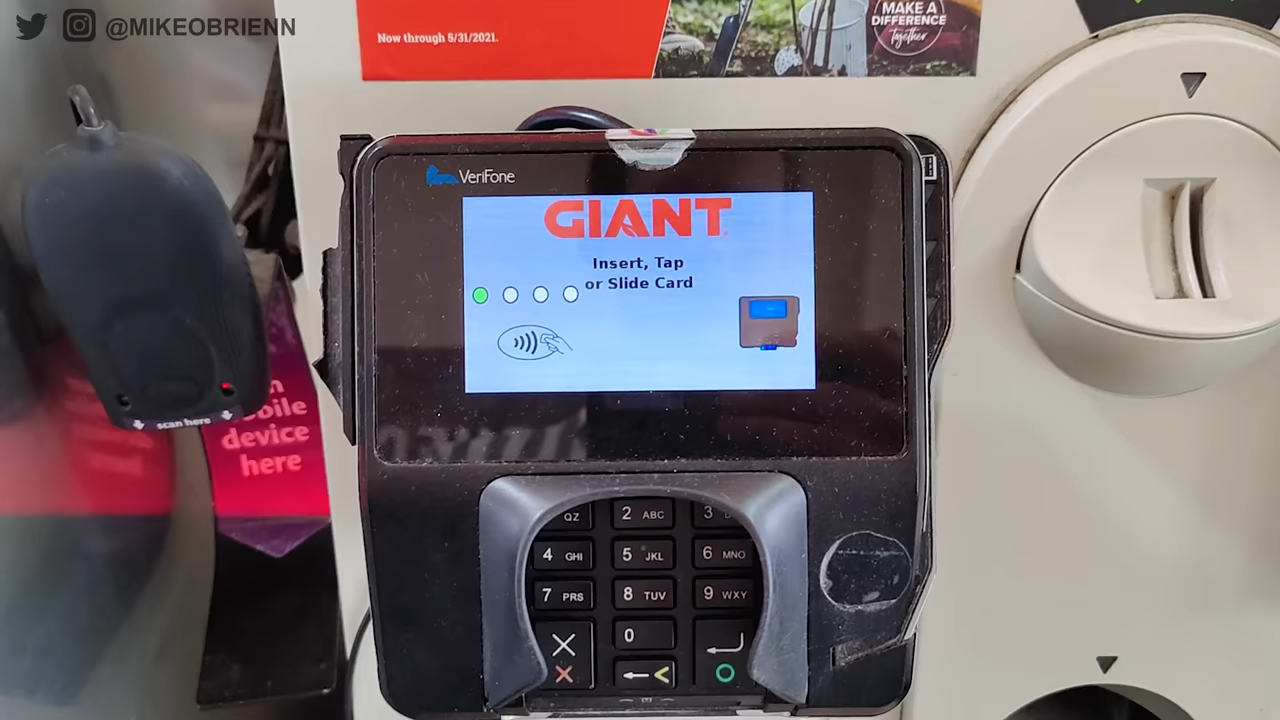 @MIKEOBRIENN
Now through 5/31/2021.
MAKE A
DIFFERENCE
together
VeriFone
GIANT
Insert, Tap
or Slide Card
scan here
device
here
QZ
2 ABC
3
4 GHI
5 JKL
6 MNO
7 PRS
8 TUV
9 WXY
0